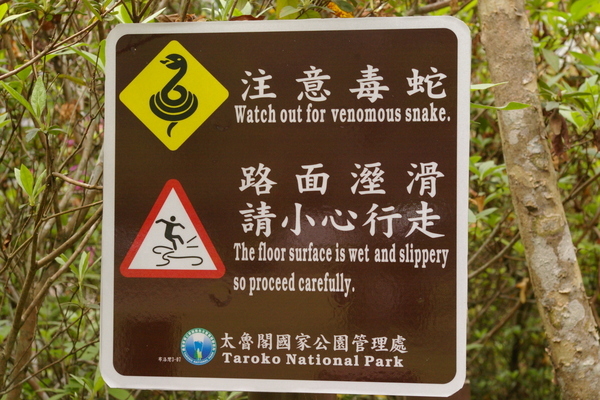 注意毒蛇
Watch out for venomous snake.
路面溼滑
請小心行走
The floor surface is wet and slippery
so proceed carefully.
太魯閣國家公園管理處
Taroko National Park